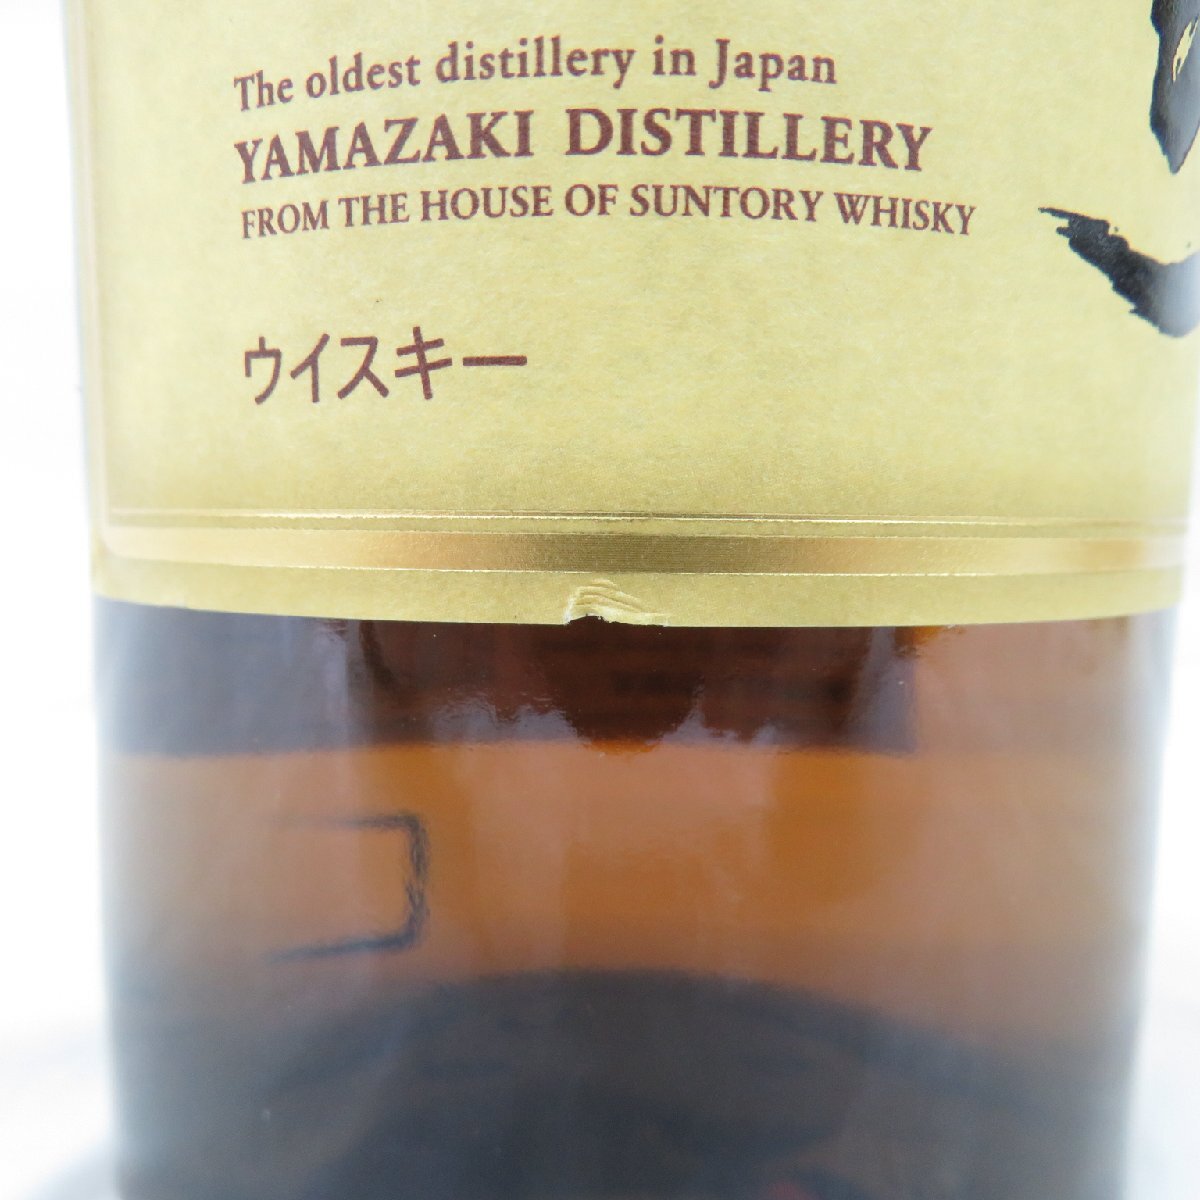 The oldest distillery in Japan
YAMAZAKI DISTILLERY
FROM THE HOUSE OF SUNTORY WHISKY
ウイスキー